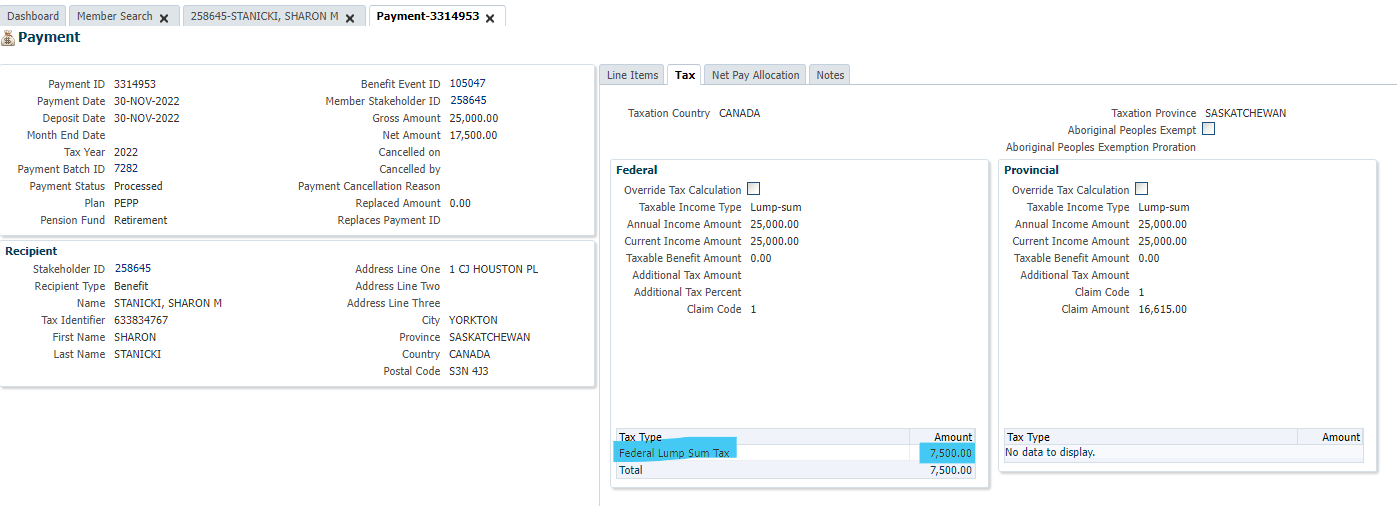 Dashboard Member Search 258645-STANICKI, SHARON M Payment-3314953
Payment
Payment ID 3314953 Benefit Event ID 105047
Payment Date 30-NOV-2022 Member Stakeholder ID 258645
Deposit Date 30-NOV-2022 Gross Amount 25,000.00
Month End Date Net Amount 17,500.00
Tax Year 2022 Cancelled on
Payment Batch ID 7282 Cancelled by
Payment Status Processed Payment Cancellation Reason
Plan PEPP Replaced Amount 0.00
Pension Fund Retirement Replaces Payment ID
Recipient
Stakeholder ID 258645 Address Line One 1 CJ HOUSTON PL
Recipient Type Benefit Address Line Two
Name STANICKI, SHARON M Address Line Three
Tax Identifier 633834767 City YORKTON
First Name SHARON Province SASKATCHEWAN
Last Name STANICKI Country CANADA
Postal Code S3N 4J3
Line Items Tax Net Pay Allocation Notes
Taxation Country CANADA Taxation Province SASKATCHEWAN
Aboriginal Peoples Exempt
Aboriginal Peoples Exemption Proration
Federal
Override Tax Calculation
Taxable Income Type Lump-sum
Annual Income Amount 25,000.00
Current Income Amount 25,000.00
Taxable Benefit Amount 0.00
Additional Tax Amount
Additional Tax Percent
Claim Code 1
Tax Type Amount
Federal Lump Sum Tax 7,500.00
Total 7,500.00
Provincial
Override Tax Calculation
Taxable Income Type Lump-sum
Annual Income Amount 25,000.00
Current Income Amount 25,000.00
Taxable Benefit Amount 0.00
Additional Tax Amount
Claim Code 1
Claim Amount 16,615.00
Tax Type Amount
No data to display.